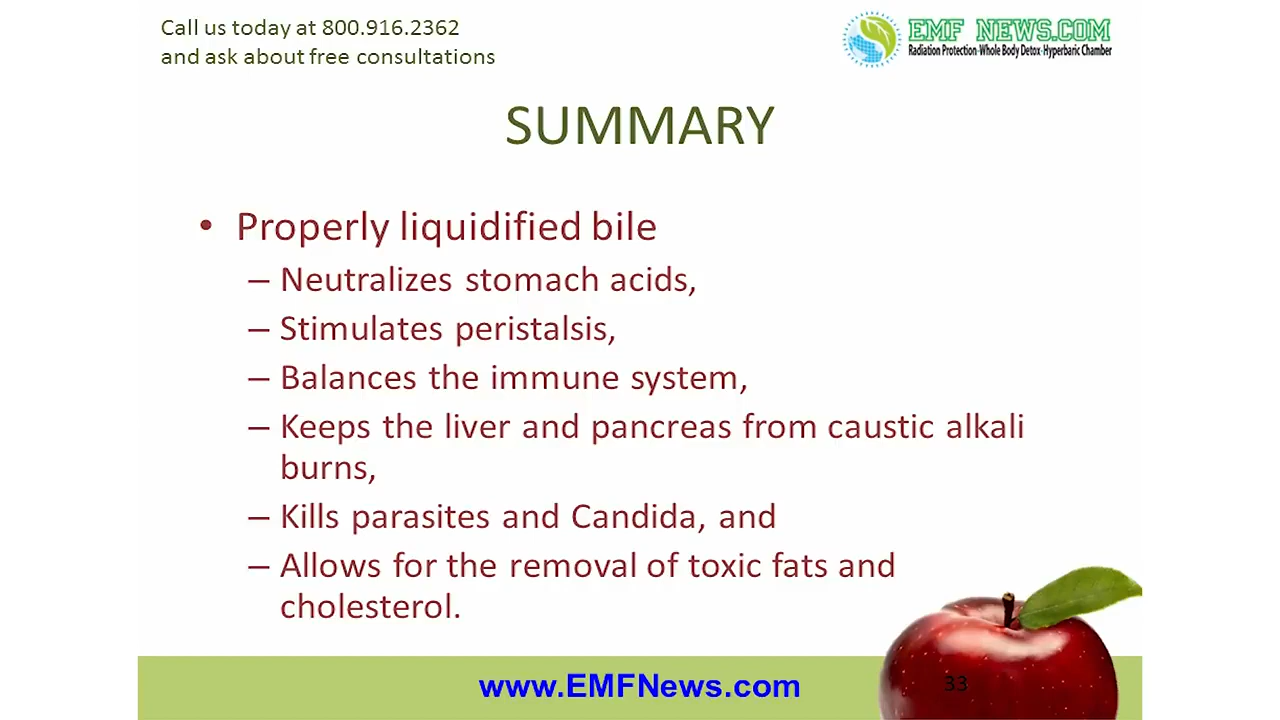 Call us today at 800.916.2362
and ask about free consultations
EMF NEWS.COM
Radiation Protection-Whole Body Detox-Hyperbaric Chamber
SUMMARY
• Properly liquidified bile
– Neutralizes stomach acids,
– Stimulates peristalsis,
– Balances the immune system,
– Keeps the liver and pancreas from caustic alkali
burns,
– Kills parasites and Candida, and
– Allows for the removal of toxic fats and
cholesterol.
www.EMFNews.com
33